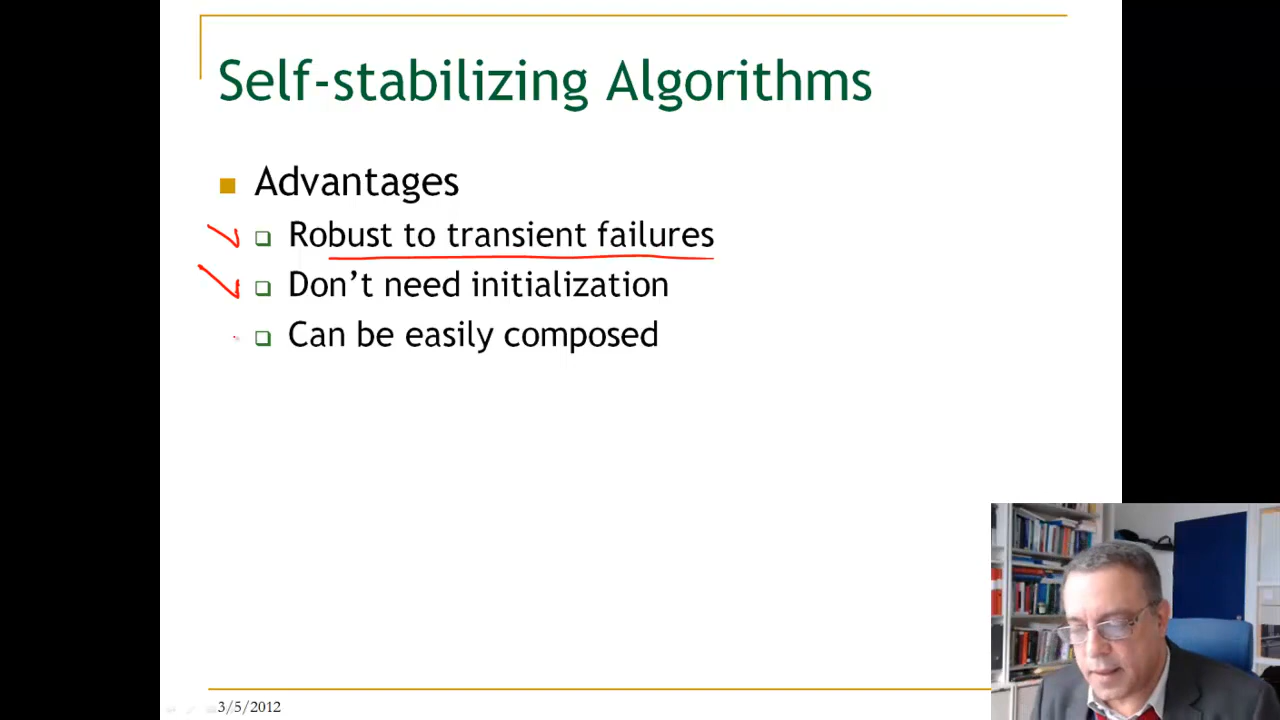 Self-stabilizing Algorithms
Advantages
Robust to transient failures
Don’t need initialization
Can be easily composed
3/5/2012